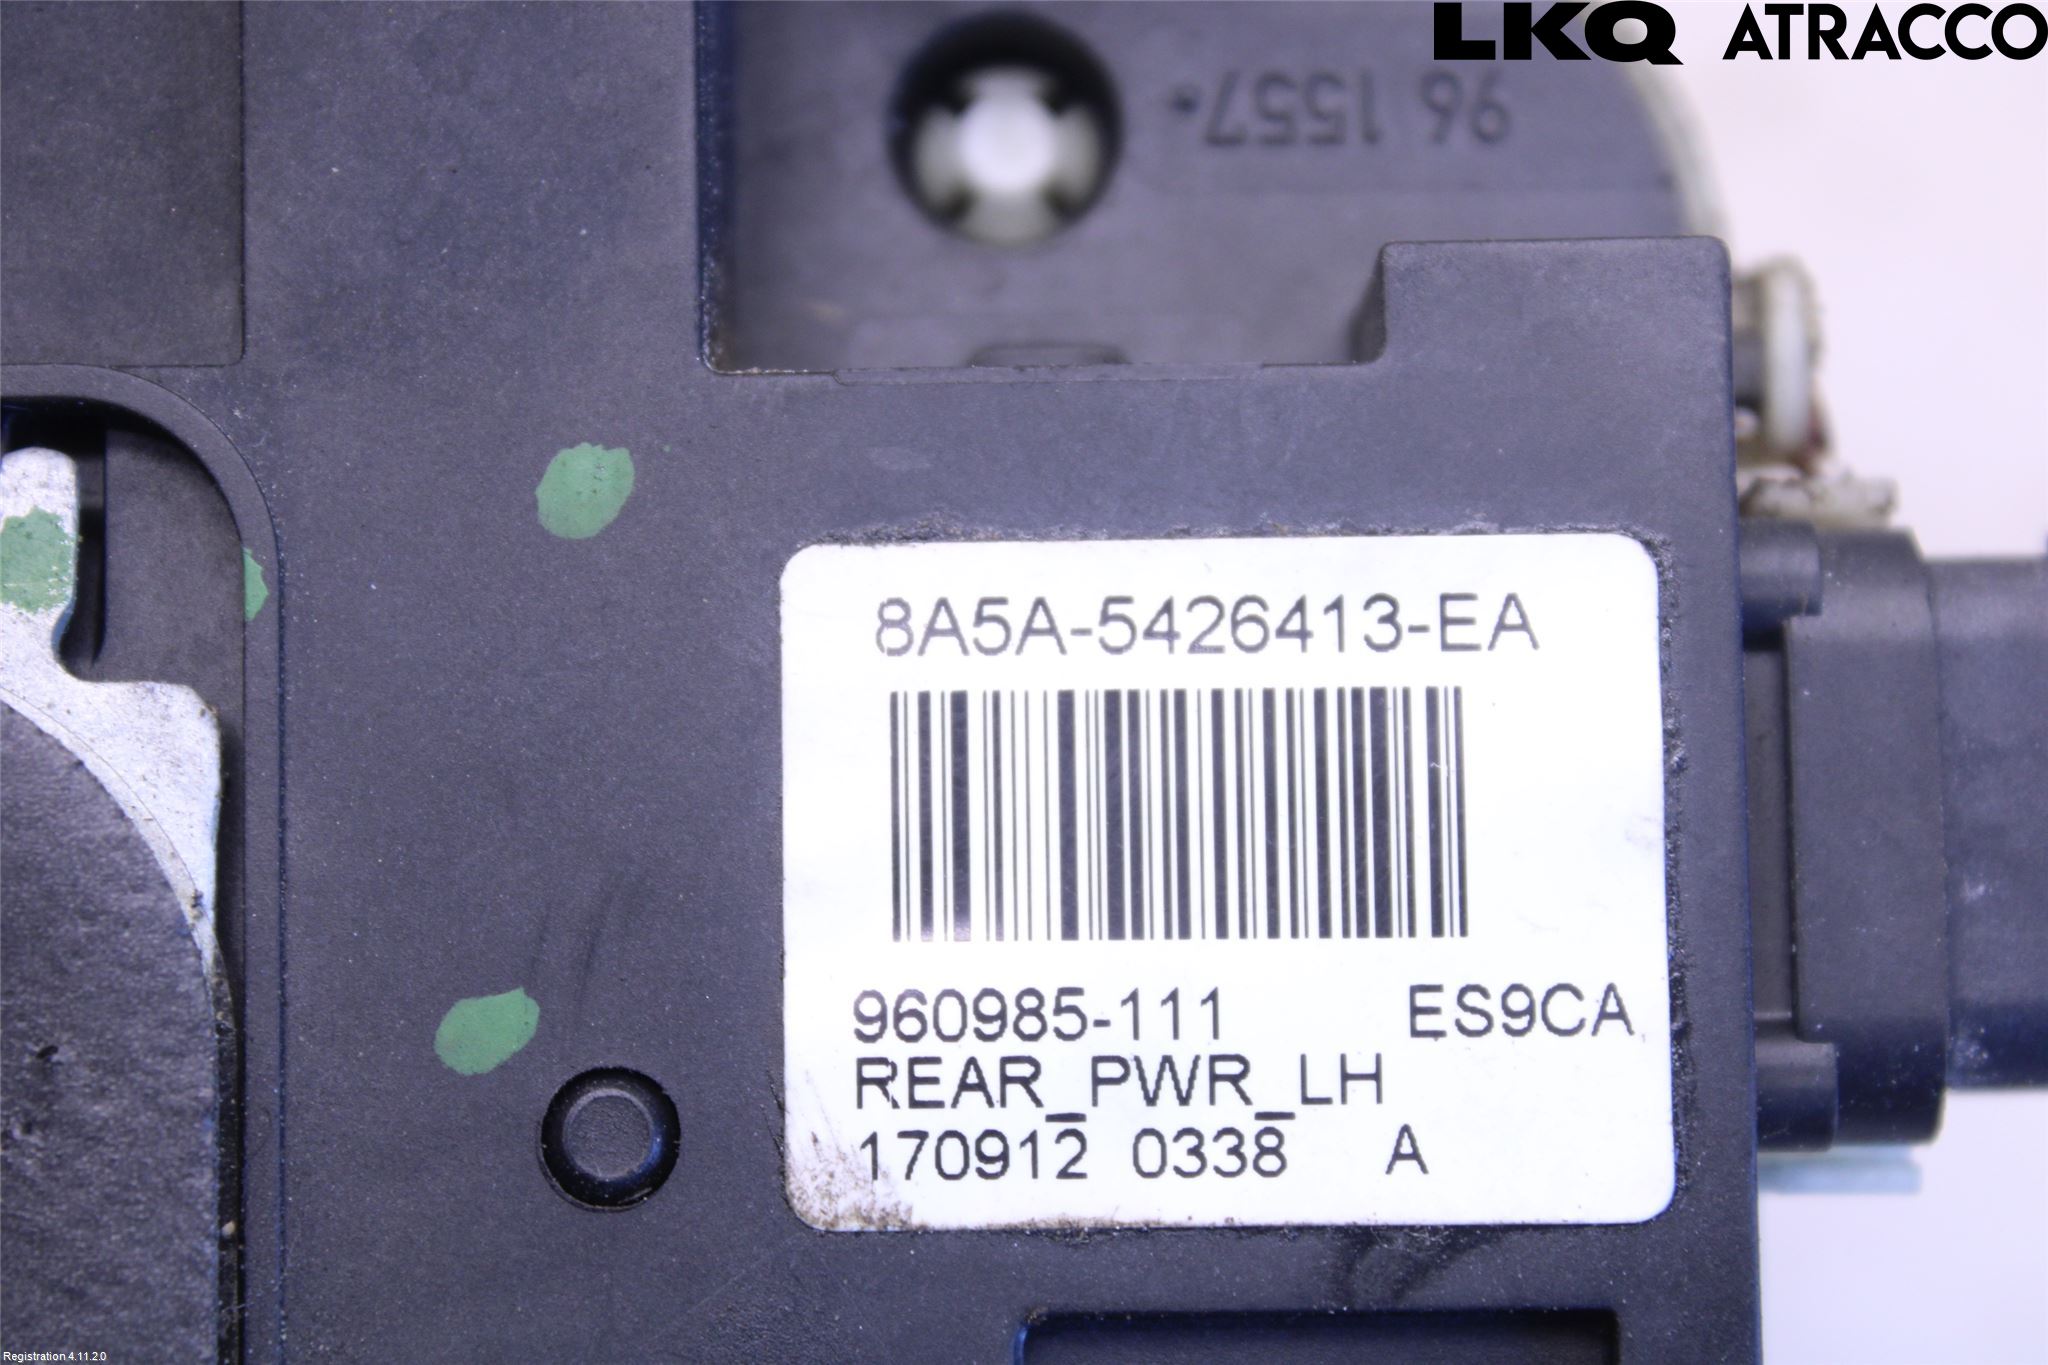 LKQ ATRACCO
96 1557
8A5A-5426413-EA
960985-111 ES9CA
REAR_PWR_LH
170912 0338 A
Registration 4.11.2.0